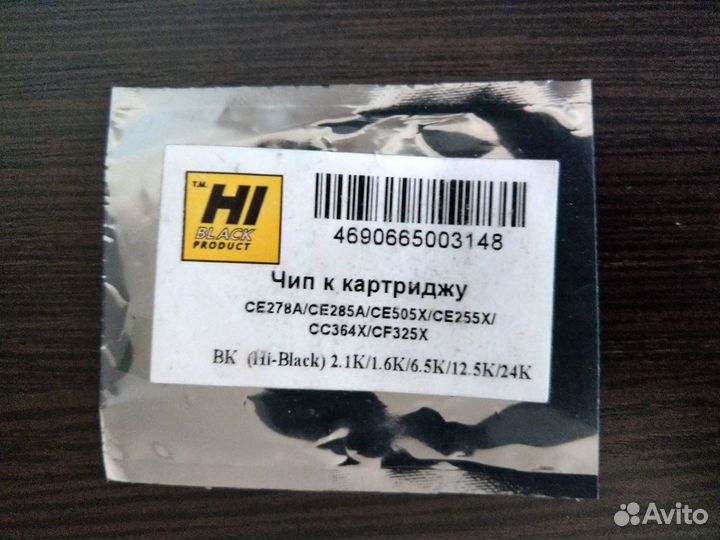 T.M.
HI
BLACK
PRODUCT
4690665003148
Чип к картриджу
CE278A/CE285A/CE505X/CE255X/
CC364X/CF325X
BK (Hi-Black) 2.1K/1.6K/6.5K/12.5K/24K
Avito